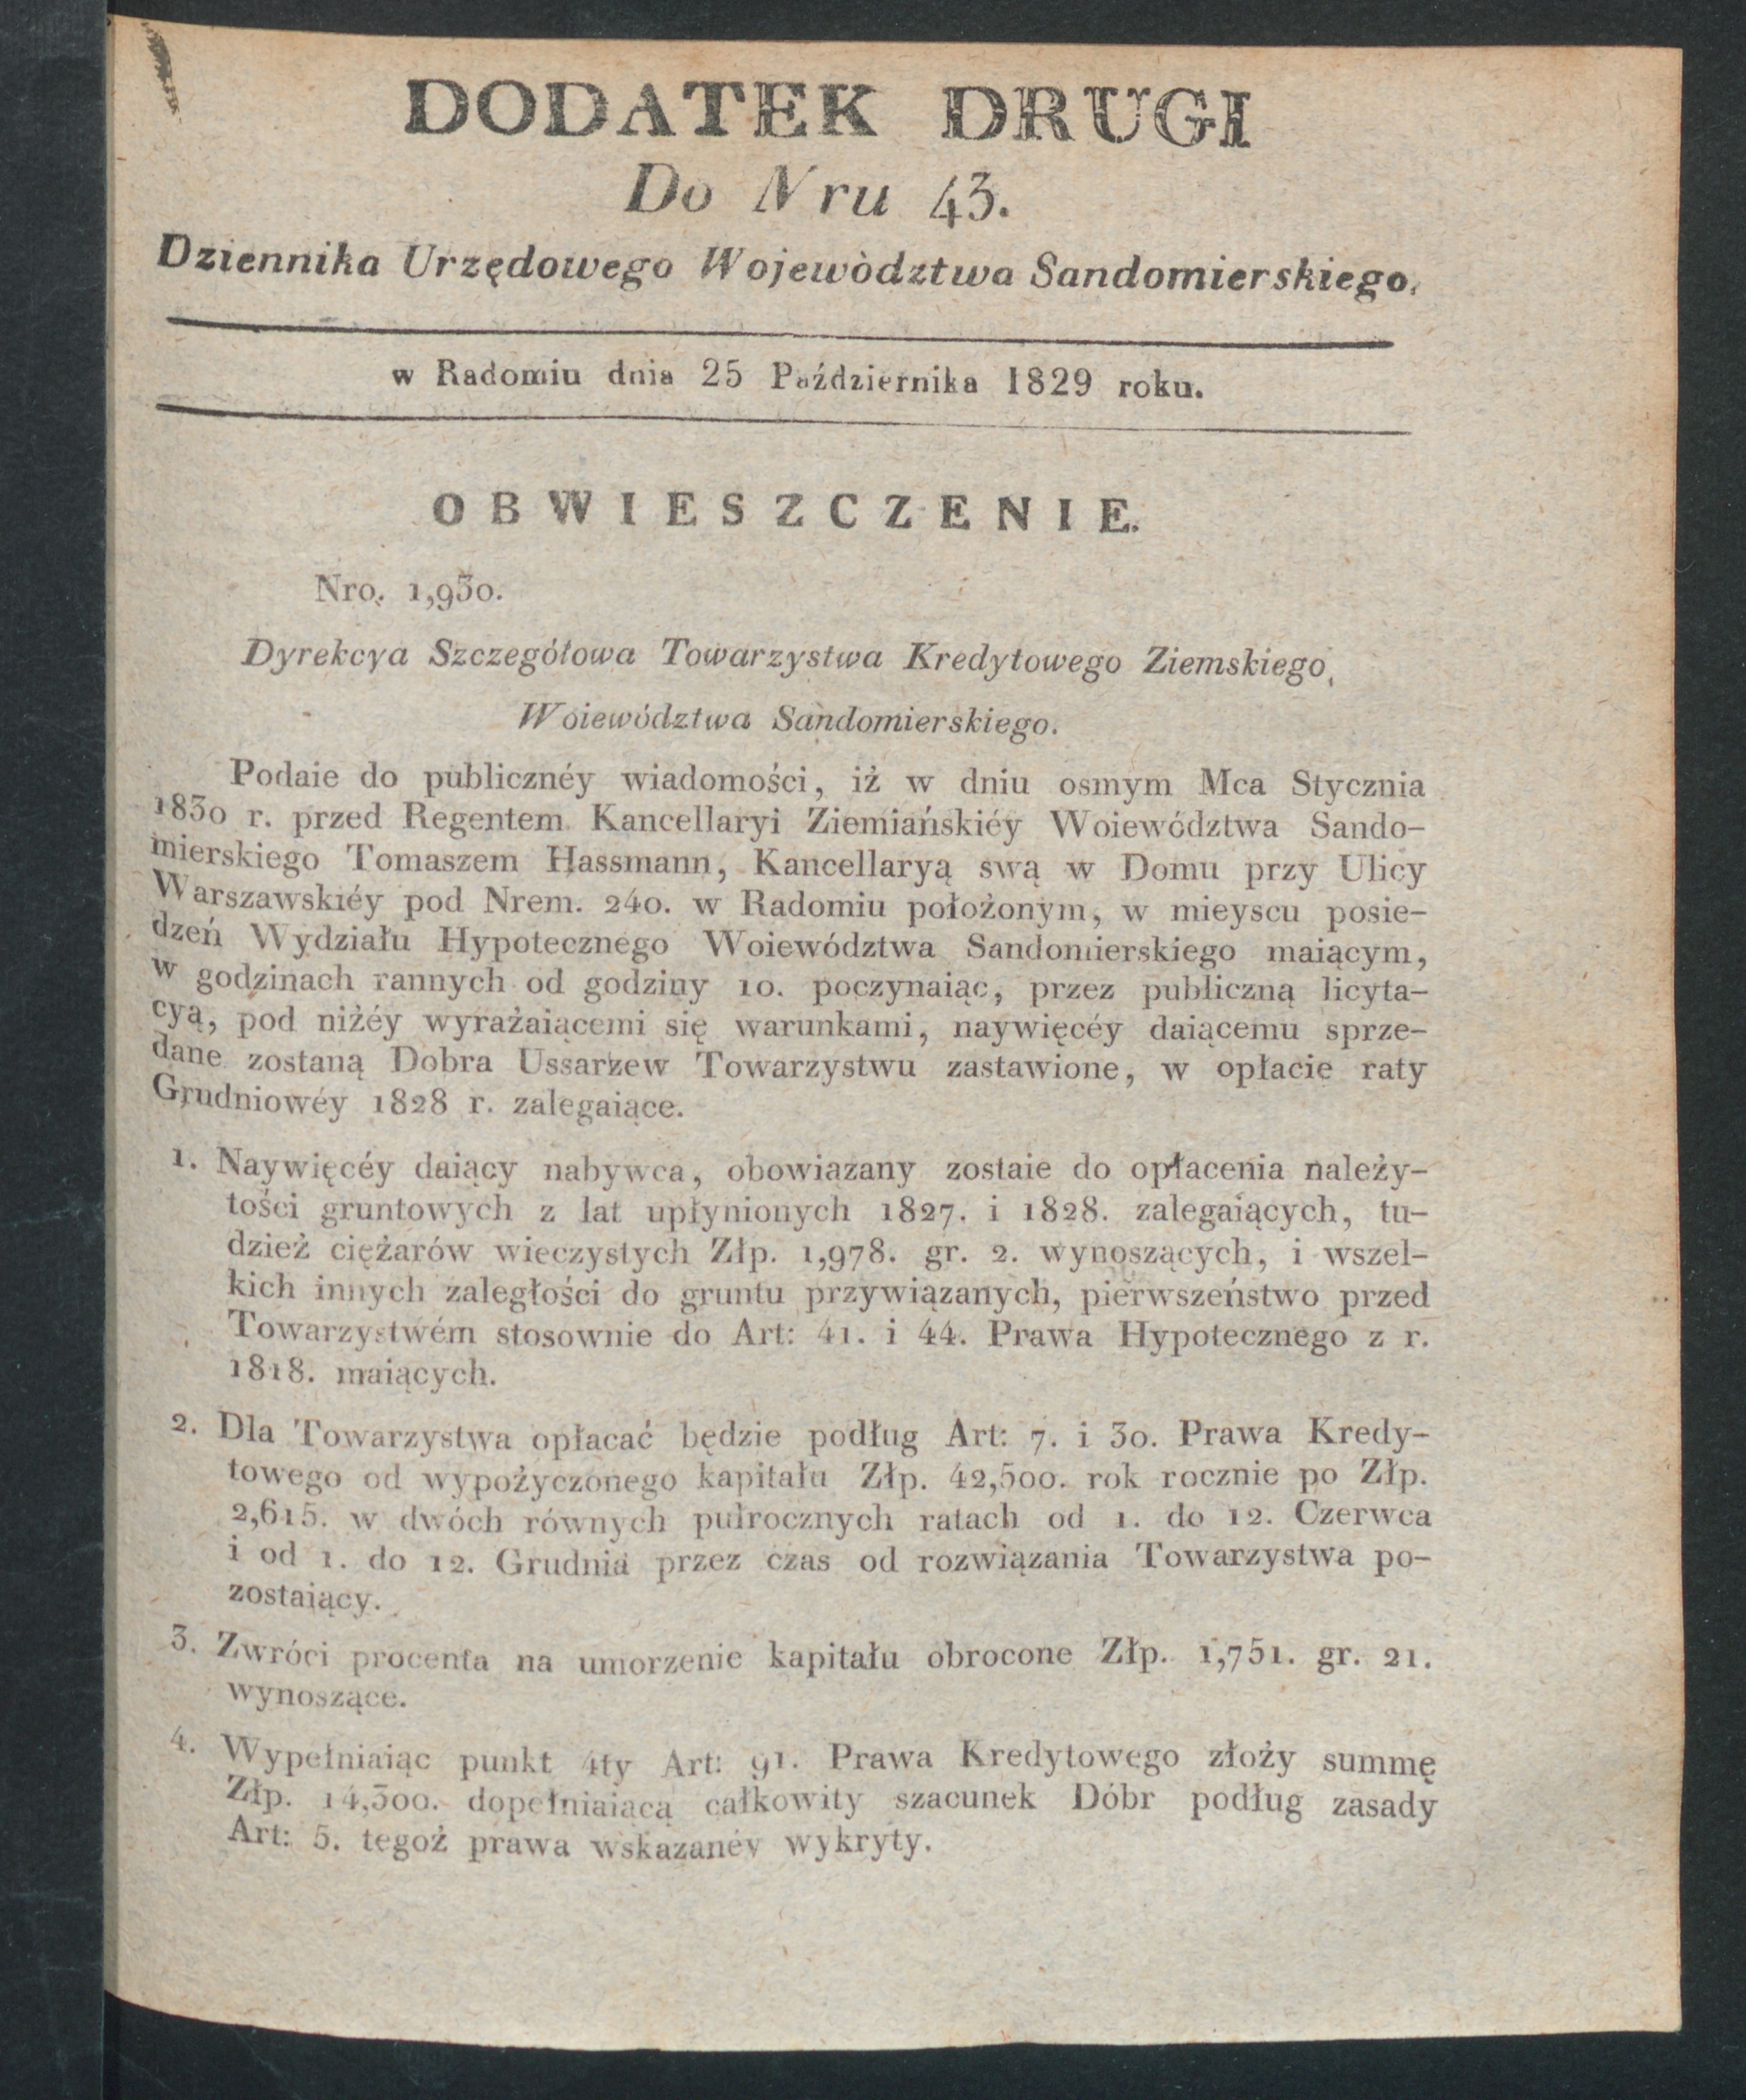 DODATEK DRUGI
Do Nru 43.
Dziennika Urzędowego Wojewòdztwa Sandomierskiego.
w Radomiu dnia 25 Października 1829 roku.
OBWIESZCZENIE.
Nro. 1,930.
Dyrekcya Szczegółowa Towarzystwa Kredytowego Ziemskiego,
Woiewództwa Sandomierskiego.
Podaie do publicznéy wiadomości, iż w dniu osmym Mca Stycznia
1830 r. przed Regentem Kancellaryi Ziemiańskiéy Woiewództwa Sando-
mierskiego Tomaszem Hassmann, Kancellaryą swą w Domu przy Ulicy
Warszawskiéy pod Nrem. 240. w Radomiu położonym, w mieyscu posie-
dzeń Wydziału Hypotecznego Woiewództwa Sandomierskiego maiącym,
w godzinach rannych od godziny 10. poczynaiąc, przez publiczną licyta-
cyą, pod niżéy wyrażaiącemi się warunkami, naywięcéy daiącemu sprze-
dane zostaną Dobra Ussarzew Towarzystwu zastawione, w opłacie raty
Grudniowéy 1828 r. zalegaiące.
1. Naywięcéy daiący nabywca, obowiązany zostaie do opłacenia należy-
tości gruntowych z lat upłynionych 1827. i 1828. zalegaiących, tu-
dzież ciężarów wieczystych Złp. 1,978. gr. 2. wynoszących, i wszel-
kich innych zaległości do gruntu przywiązanych, pierwszeństwo przed
Towarzystwém stosownie do Art: 41. i 44. Prawa Hypotecznego z r.
1818. maiących.
2. Dla Towarzystwa opłacać będzie podług Art: 7. i 30. Prawa Kredy-
towego od wypożyczonego kapitału Złp. 42,500. rok rocznie po Złp.
2,615. w dwóch równych pułrocznych ratach od 1. do 12. Czerwca
i od 1. do 12. Grudnia przez czas od rozwiązania Towarzystwa po-
zostaiący.
3. Zwróci procenta na umorzenie kapitału obrocone Złp. 1,751. gr. 21.
wynoszące.
4. Wypełniaiąc punkt 4ty Art: 91. Prawa Kredytowego złoży summę
Złp. 14,300. dopełniaiącą całkowity szacunek Dóbr podług zasady
Art: 5. tegoż prawa wskazanéy wykryty.